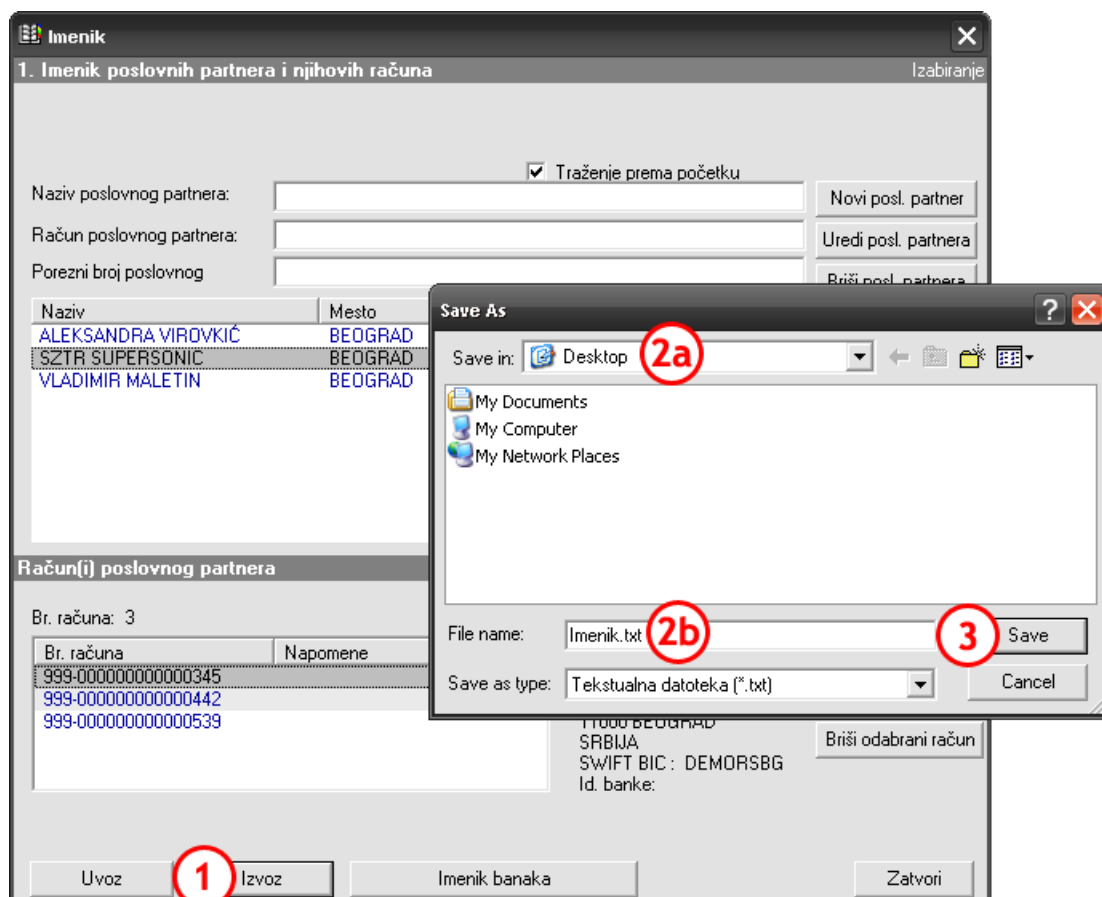 Imenik
1. Imenik poslovnih partnera i njihovih računa Izabiranje
Traženje prema početku
Naziv poslovnog partnera: Novi posl. partner
Račun poslovnog partnera: Uredi posl. partnera
Porezni broj poslovnog Briši posl. partnera
Naziv Mesto
ALEKSANDRA VIROVKIĆ BEOGRAD
SZTR SUPERSONIC BEOGRAD
VLADIMIR MALETIN BEOGRAD
Save As
Save in: Desktop 2a
My Documents
My Computer
My Network Places
File name: Imenik.txt 2b 3 Save
Save as type: Tekstualna datoteka (*.txt) Cancel
Račun(i) poslovnog partnera
Br. računa: 3
Br. računa Napomene
999-000000000000345
999-000000000000442
999-000000000000539
11000 BEOGRAD
SRBIJA
SWIFT BIC : DEMORSBG
Id. banke:
Briši odabrani račun
Uvoz 1 Izvoz Imenik banaka Zatvori